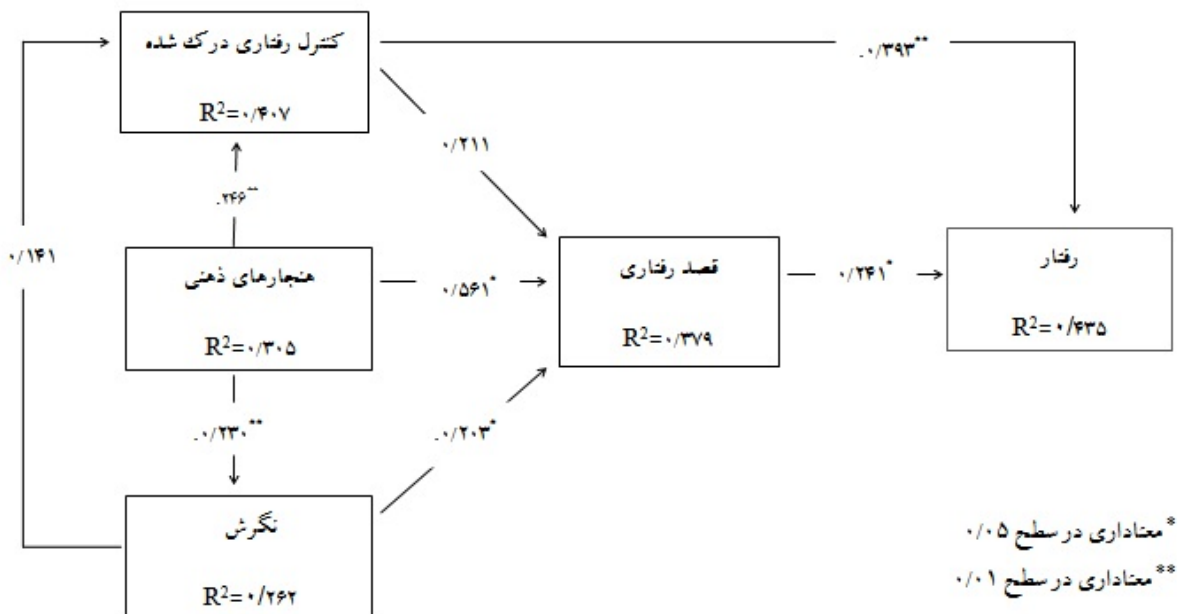 کنترل رفتاری درک شده
R²=۰/۴۰۷
.۰/۳۹۳**
۰/۲۱۱
.۲۴۶**
۰/۱۴۱
هنجارهای ذهنی
R²=۰/۳۰۵
۰/۵۶۱*
قصد رفتاری
R²=۰/۳۷۹
۰/۲۴۱*
رفتار
R²=۰/۴۳۵
.۰/۲۳۰**
.۰/۲۰۳*
نگرش
R²=۰/۲۶۲
*معناداری در سطح ۰/۰۵
**معناداری در سطح ۰/۰۱